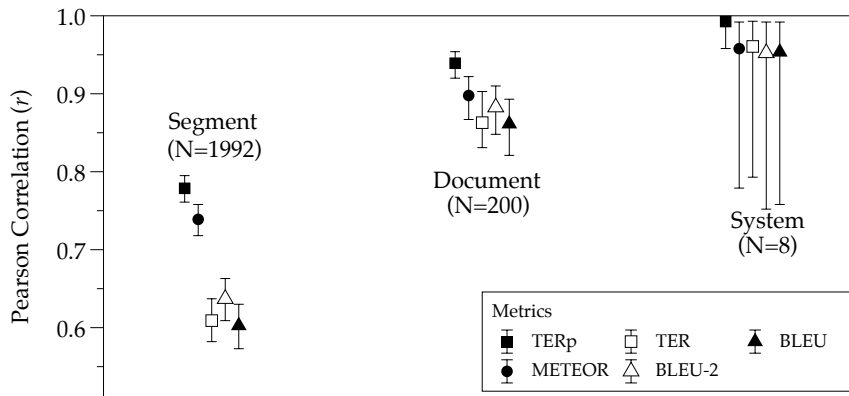 Pearson Correlation (r)
1.0
0.9
0.8
0.7
0.6
Segment
(N=1992)
Document
(N=200)
System
(N=8)
Metrics
TERp TER BLEU
METEOR BLEU-2